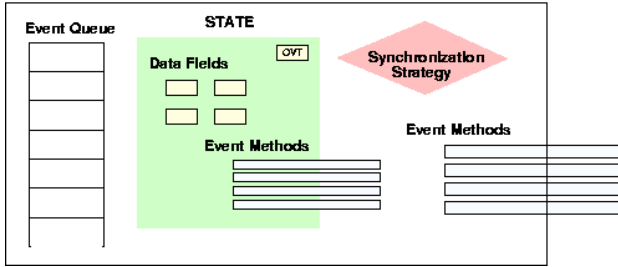 Event Queue
STATE
OVT
Data Fields
Synchronization
Strategy
Event Methods
Event Methods